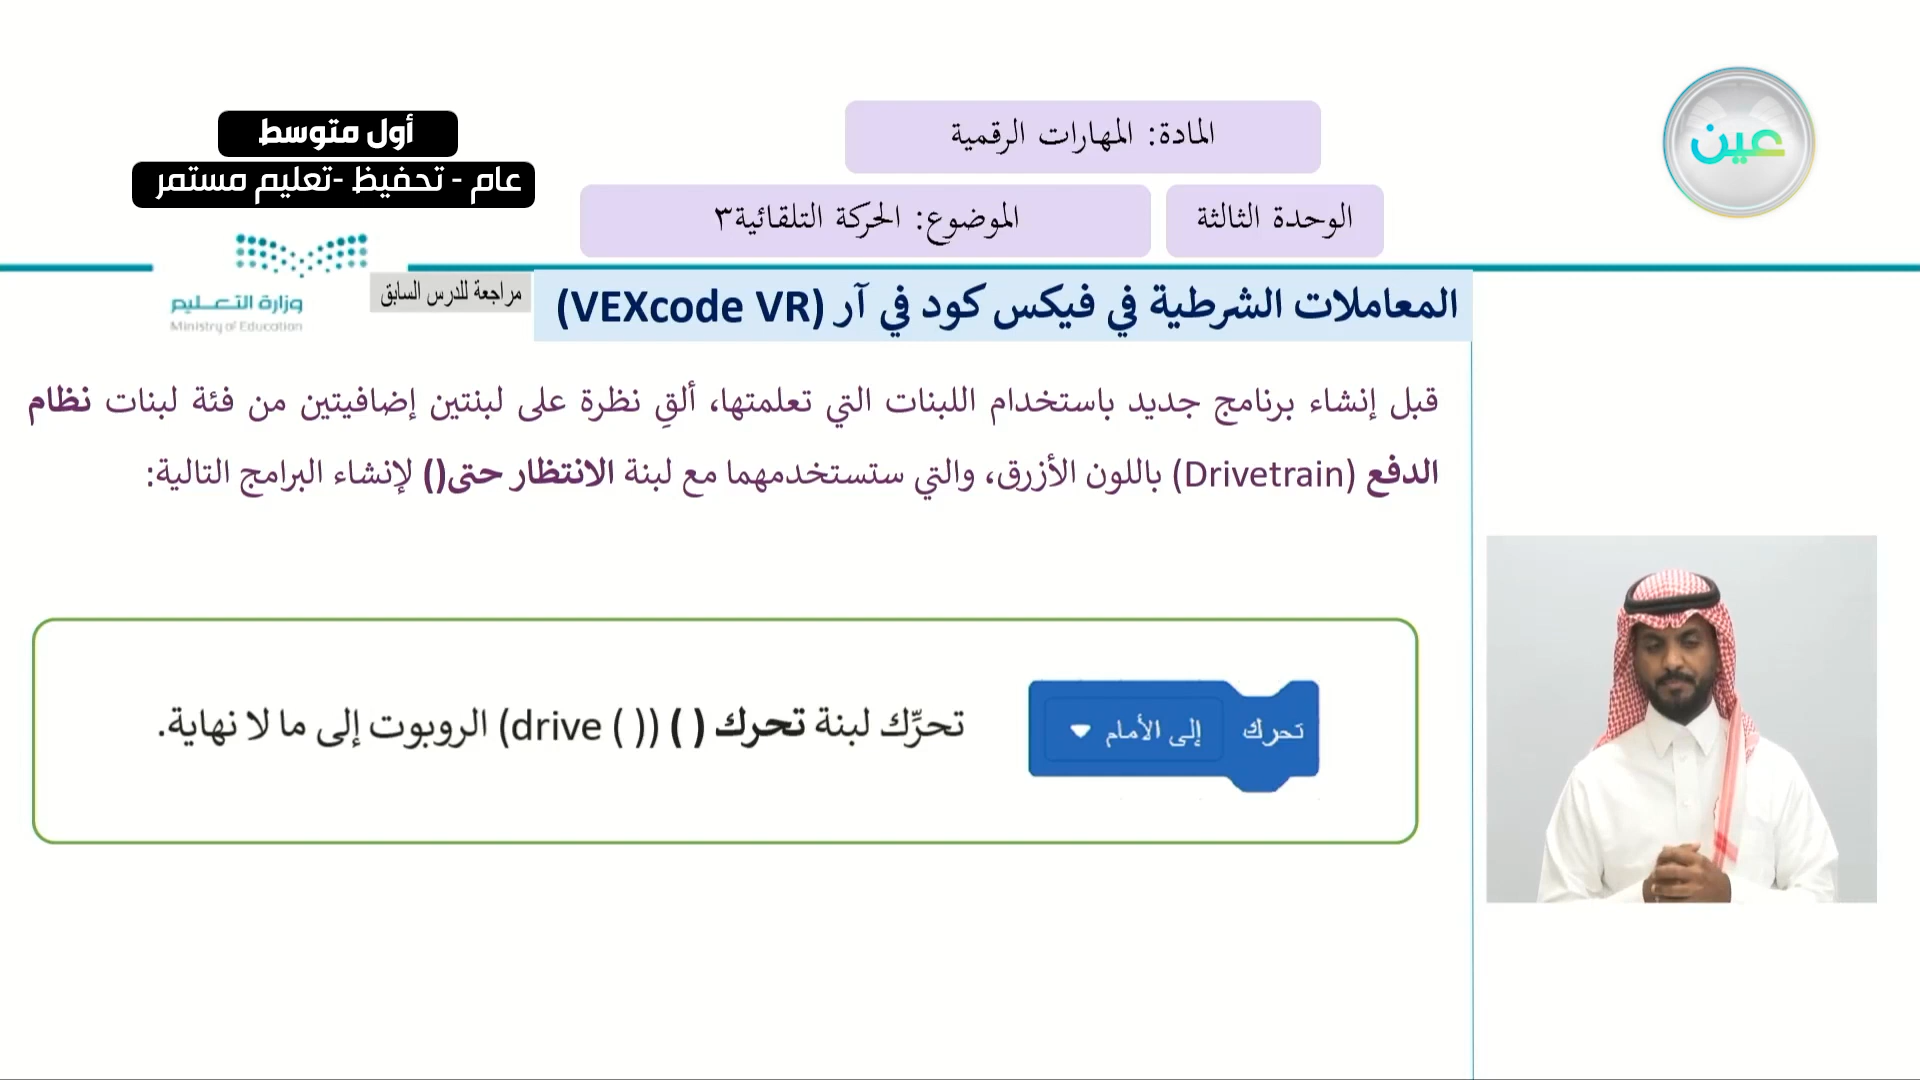 عين
المادة: المهارات الرقمية
أول متوسط
عام - تحفيظ -تعليم مستمر
الوحدة الثالثة
الموضوع: الحركة التلقائية٣
وزارة التعليم
Ministry of Education
مراجعة للدرس السابق
المعاملات الشرطية في فيكس كود في آر (VEXcode VR)
قبل إنشاء برنامج جديد باستخدام اللبنات التي تعلمتها، ألقِ نظرة على لبنتين إضافيتين من فئة لبنات نظام
الدفع (Drivetrain) باللون الأزرق، والتي ستستخدمهما مع لبنة الانتظار حتى() لإنشاء البرامج التالية:
تحرك إلى الأمام
تحرِّك لبنة تحرك ( ) (drive ( )) الروبوت إلى ما لا نهاية.